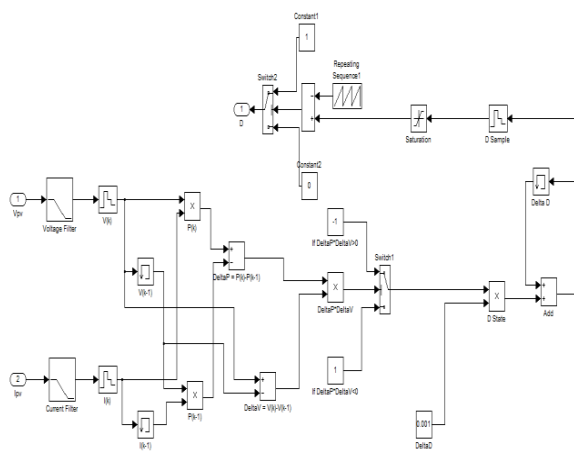 Constant1
1
Switch2
Repeating
Sequence1
1
D
-
+
Saturation
D Sample
Constant2
0
1
Vpv
Voltage Filter
V(k)
X
P(k)
-1
If DeltaP*DeltaV>0
Delta D
Switch1
+
-
DeltaP = P(k)-P(k-1)
V(k-1)
X
DeltaP*DeltaV
X
D State
+
+
Add
2
Ipv
Current Filter
I(k)
X
P(k-1)
+
-
DeltaV = V(k)-V(k-1)
1
If DeltaP*DeltaV<0
I(k-1)
0.001
DeltaD